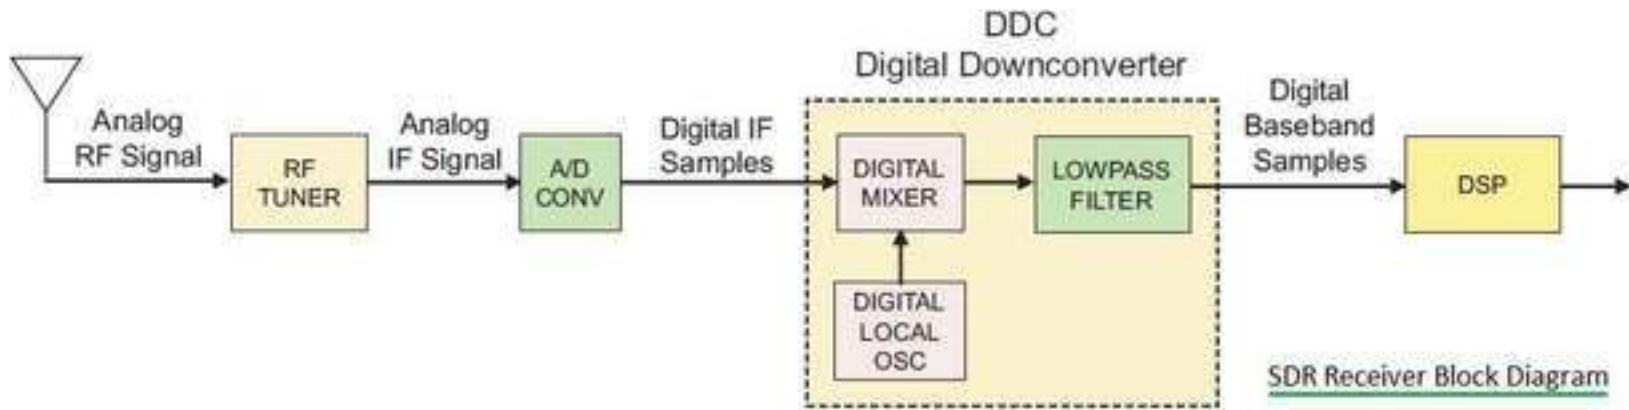 DDC
Digital Downconverter
Analog
RF Signal
RF
TUNER
Analog
IF Signal
A/D
CONV
Digital IF
Samples
DIGITAL
MIXER
LOWPASS
FILTER
DIGITAL
LOCAL
OSC
Digital
Baseband
Samples
DSP
SDR Receiver Block Diagram